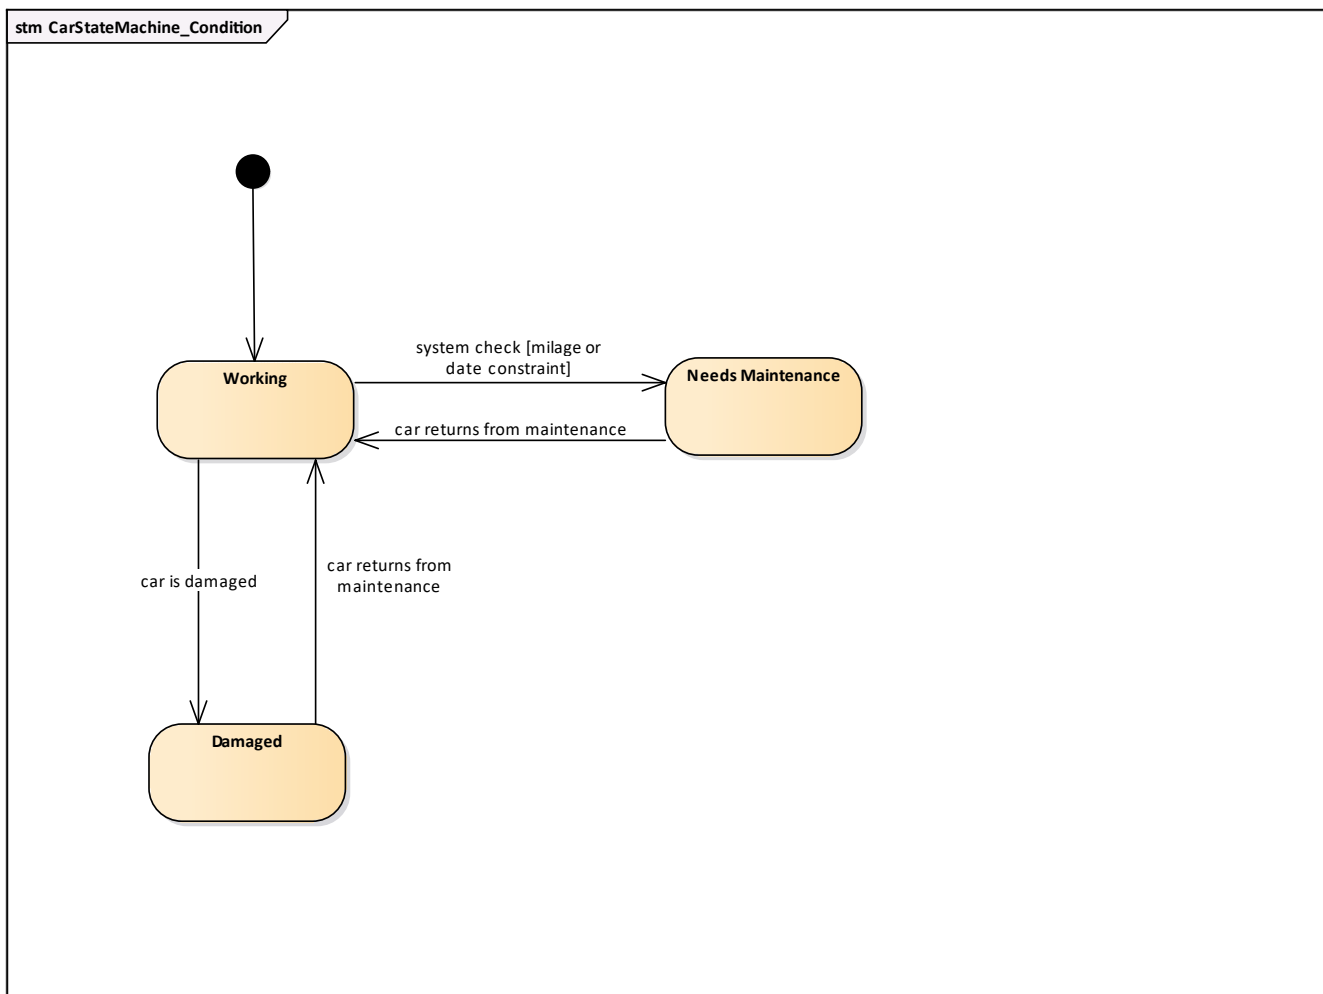 stm CarStateMachine_Condition
system check [milage or
date constraint]
Working
Needs Maintenance
car returns from maintenance
car is damaged
car returns from
maintenance
Damaged